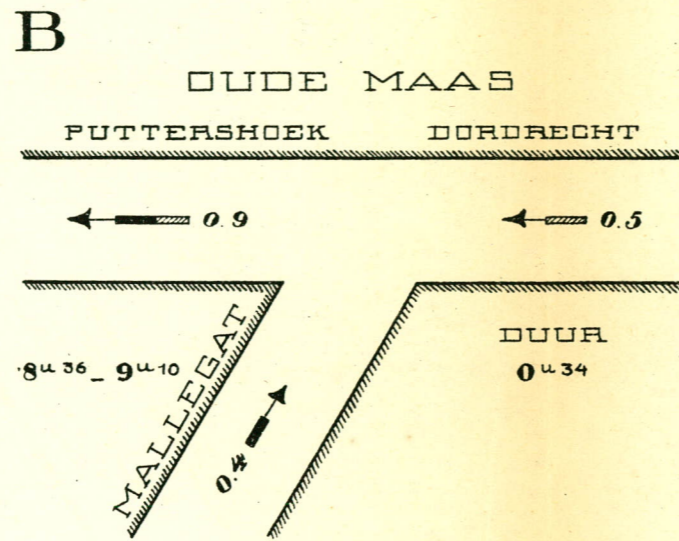 B
OUDE MAAS
PUTTERSHOEK DORDRECHT
0.9 0.5
MALLEGAT
DUUR
8u 36 _ 9u 10
0u 34
0.4